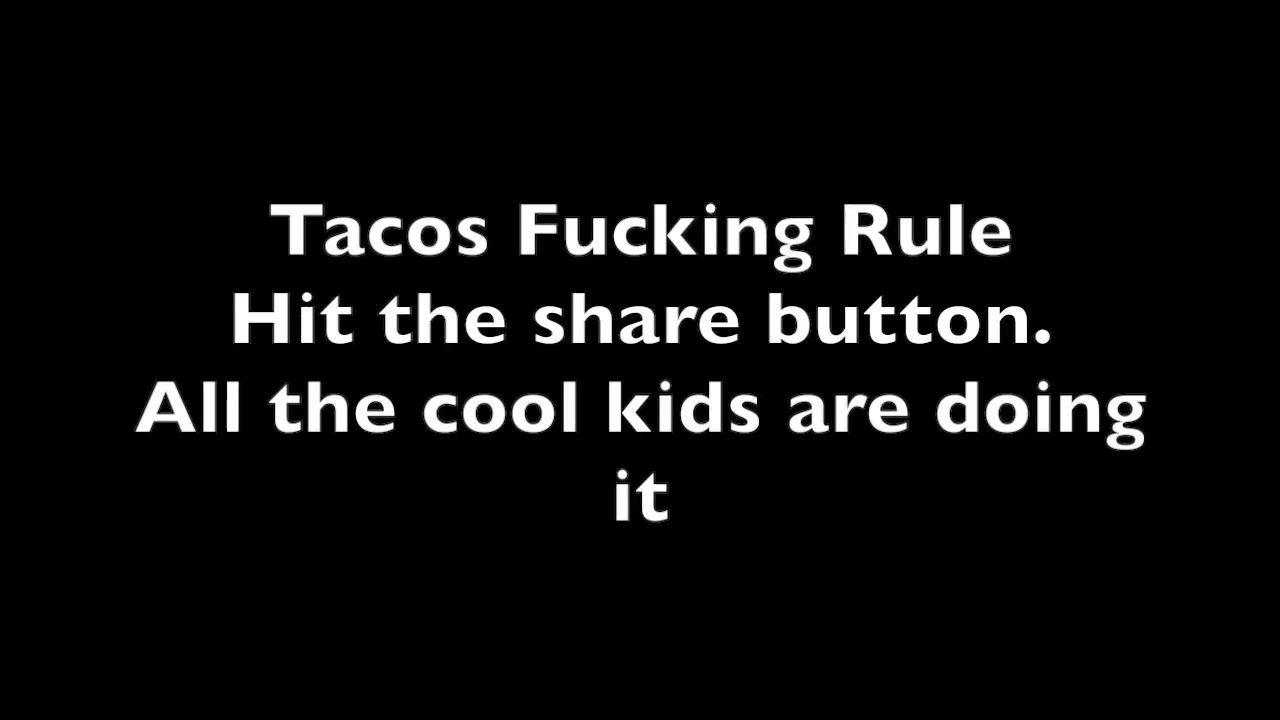 Tacos Fucking Rule
Hit the share button.
All the cool kids are doing
it